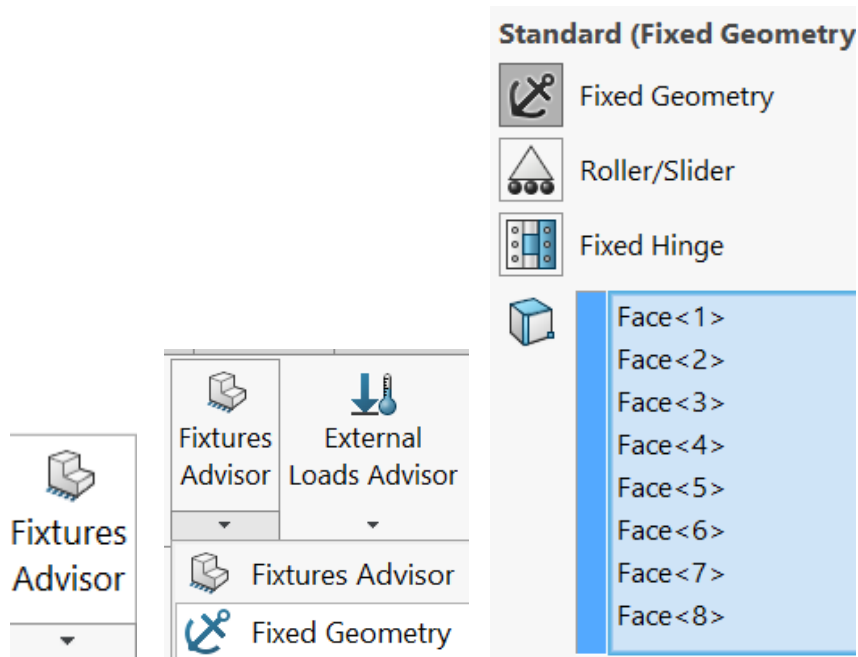 Fixtures
Advisor
Fixtures
Advisor
External
Loads Advisor
Fixtures Advisor
Fixed Geometry
Standard (Fixed Geometry
Fixed Geometry
Roller/Slider
Fixed Hinge
Face<1>
Face<2>
Face<3>
Face<4>
Face<5>
Face<6>
Face<7>
Face<8>